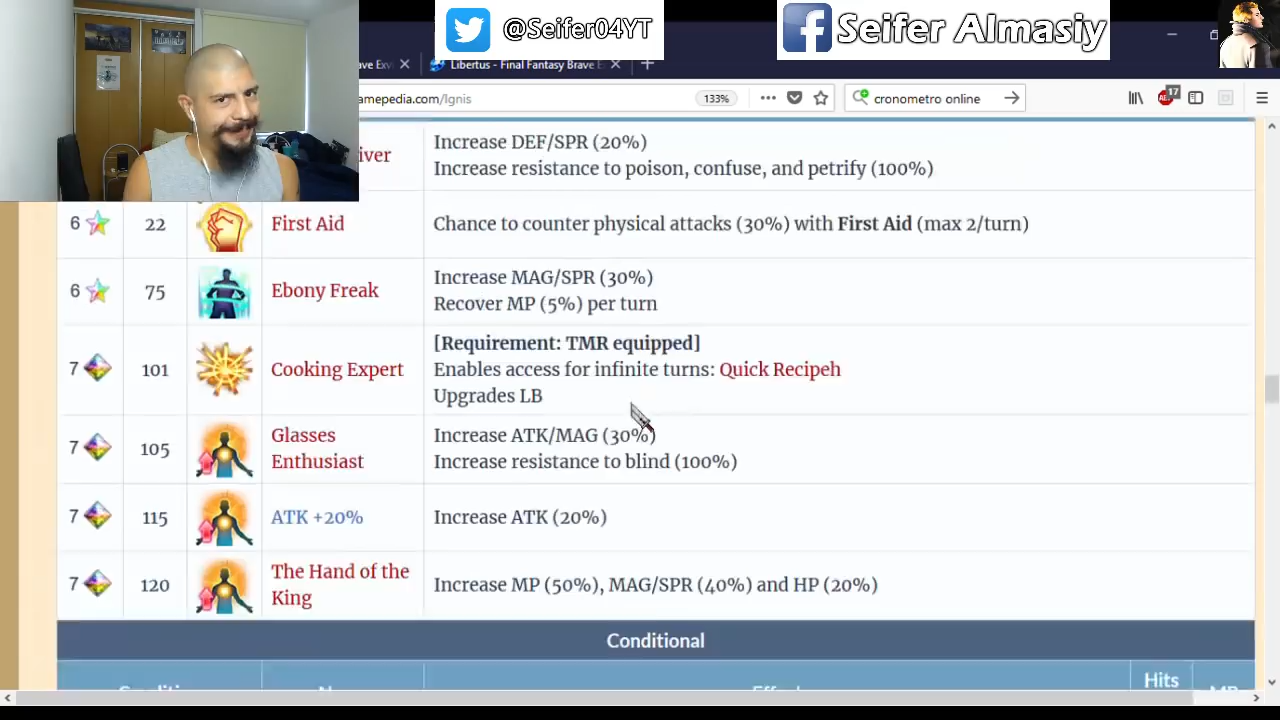 @Seifer04YT
Seifer Almasiy
Libertus - Final Fantasy Brave E
amepedia.com/Ignis
133%
cronometro online
17
iver
Increase DEF/SPR (20%)
Increase resistance to poison, confuse, and petrify (100%)
6 22 First Aid Chance to counter physical attacks (30%) with First Aid (max 2/turn)
6 75 Ebony Freak
Increase MAG/SPR (30%)
Recover MP (5%) per turn
7 101 Cooking Expert
[Requirement: TMR equipped]
Enables access for infinite turns: Quick Recipeh
Upgrades LB
7 105 Glasses
Enthusiast
Increase ATK/MAG (30%)
Increase resistance to blind (100%)
7 115 ATK +20% Increase ATK (20%)
7 120 The Hand of the
King
Increase MP (50%), MAG/SPR (40%) and HP (20%)
Conditional
Hits